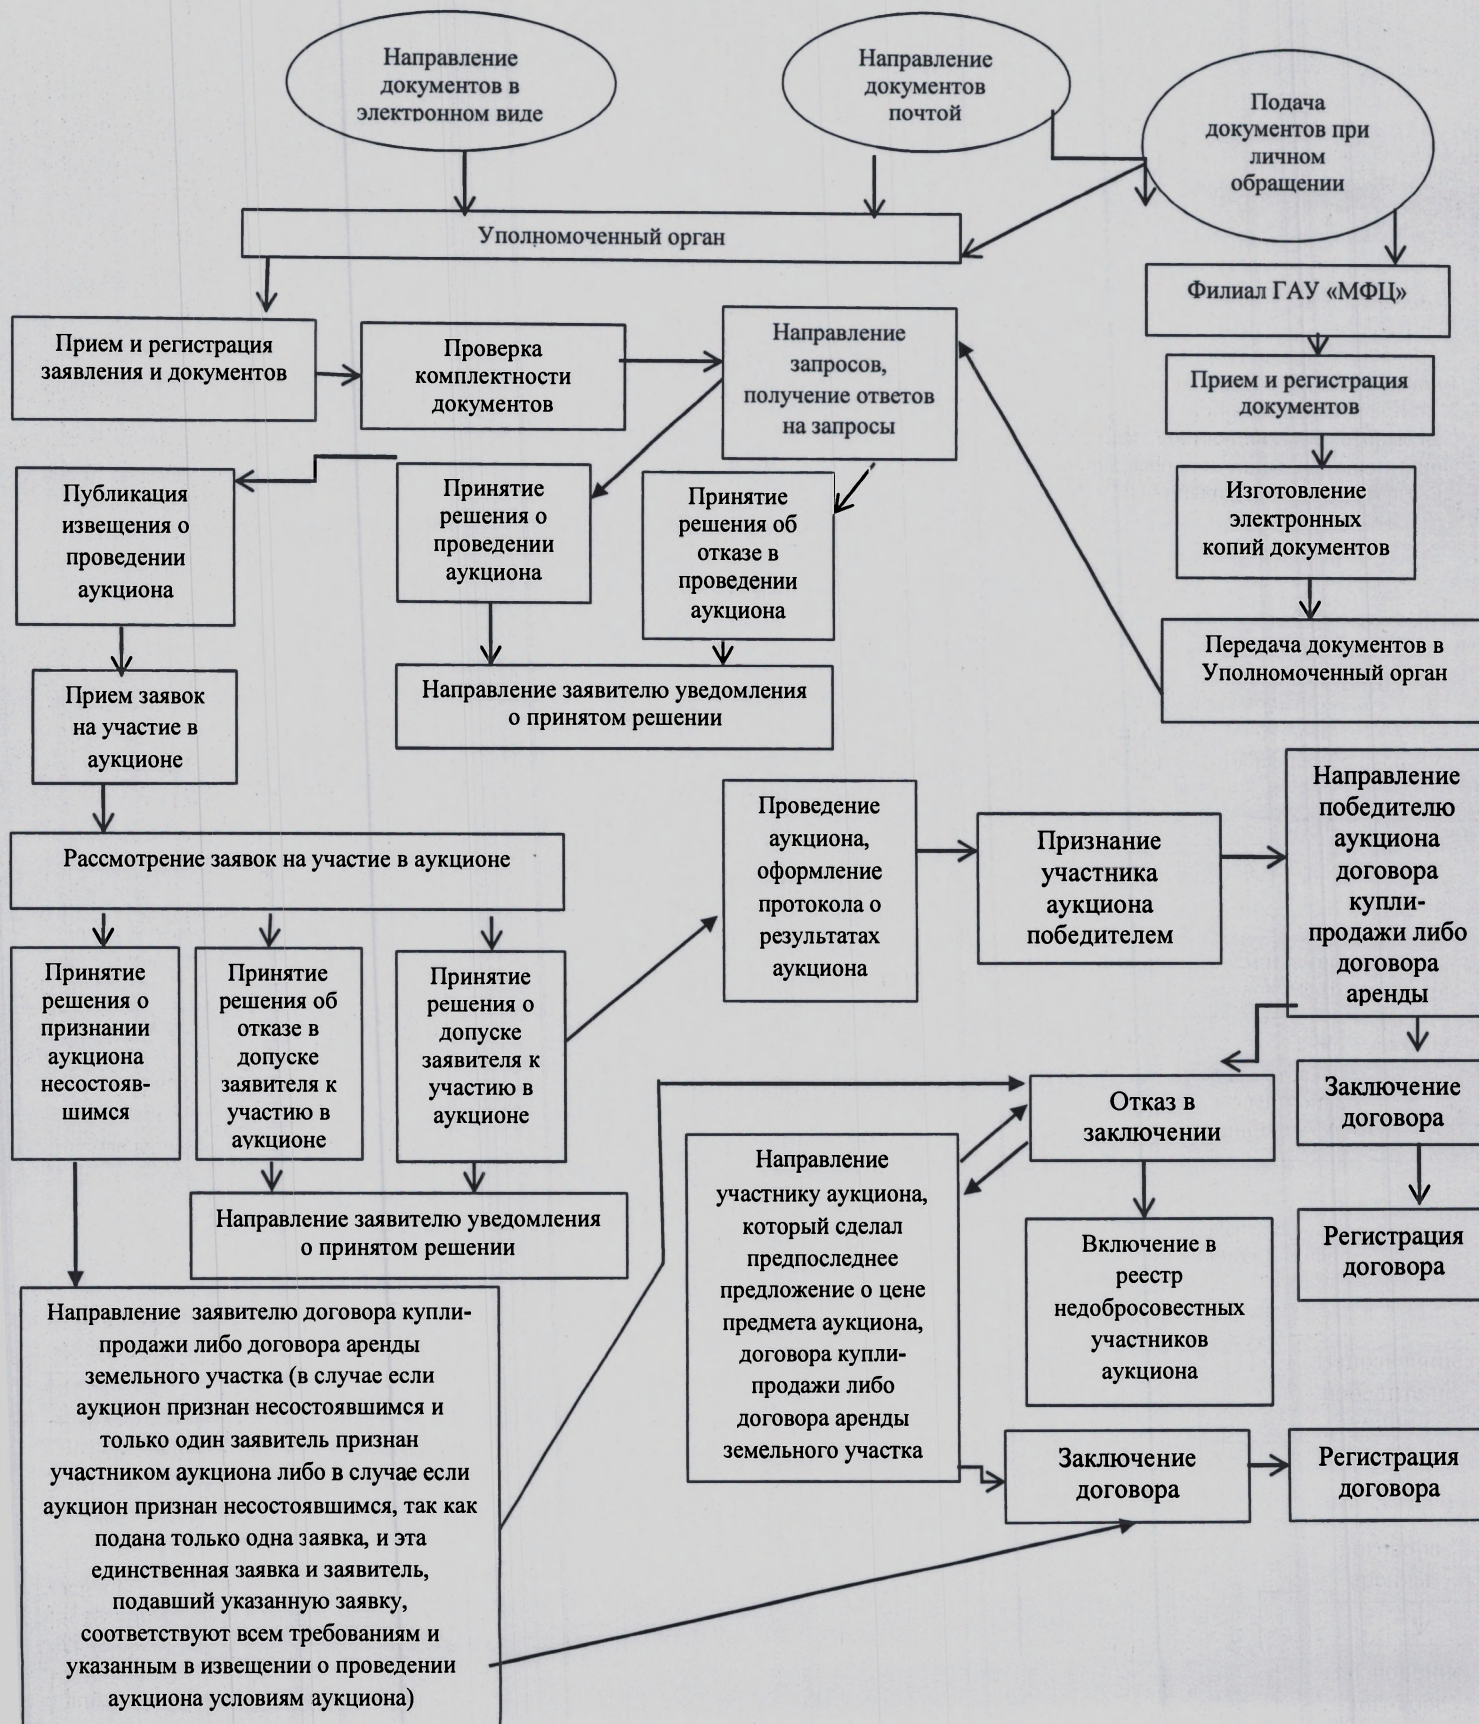 Направление
документов в
электронном виде
Направление
документов
почтой
Подача
документов при
личном
обращении
Уполномоченный орган
Филиал ГАУ «МФЦ»
Прием и регистрация
заявления и документов
Проверка
комплектности
документов
Направление
запросов,
получение ответов
на запросы
Прием и регистрация
документов
Публикация
извещения о
проведении
аукциона
Принятие
решения о
проведении
аукциона
Принятие
решения об
отказе в
проведении
аукциона
Изготовление
электронных
копий документов
Прием заявок
на участие в
аукционе
Направление заявителю уведомления
о принятом решении
Передача документов в
Уполномоченный орган
Рассмотрение заявок на участие в аукционе
Проведение
аукциона,
оформление
протокола о
результатах
аукциона
Признание
участника
аукциона
победителем
Направление
победителю
аукциона
договора
купли-
продажи либо
договора
аренды
Принятие
решения о
признании
аукциона
несостояв-
шимся
Принятие
решения об
отказе в
допуске
заявителя к
участию в
аукционе
Принятие
решения о
допуске
заявителя к
участию в
аукционе
Отказ в
заключении
Заключение
договора
Направление заявителю уведомления
о принятом решении
Направление
участнику аукциона,
который сделал
предпоследнее
предложение о цене
предмета аукциона,
договора купли-
продажи либо
договора аренды
земельного участка
Включение в
реестр
недобросовестных
участников
аукциона
Регистрация
договора
Направление заявителю договора купли-
продажи либо договора аренды
земельного участка (в случае если
аукцион признан несостоявшимся и
только один заявитель признан
участником аукциона либо в случае если
аукцион признан несостоявшимся, так как
подана только одна заявка, и эта
единственная заявка и заявитель,
подавший указанную заявку,
соответствуют всем требованиям и
указанным в извещении о проведении
аукциона условиям аукциона)
Заключение
договора
Регистрация
договора